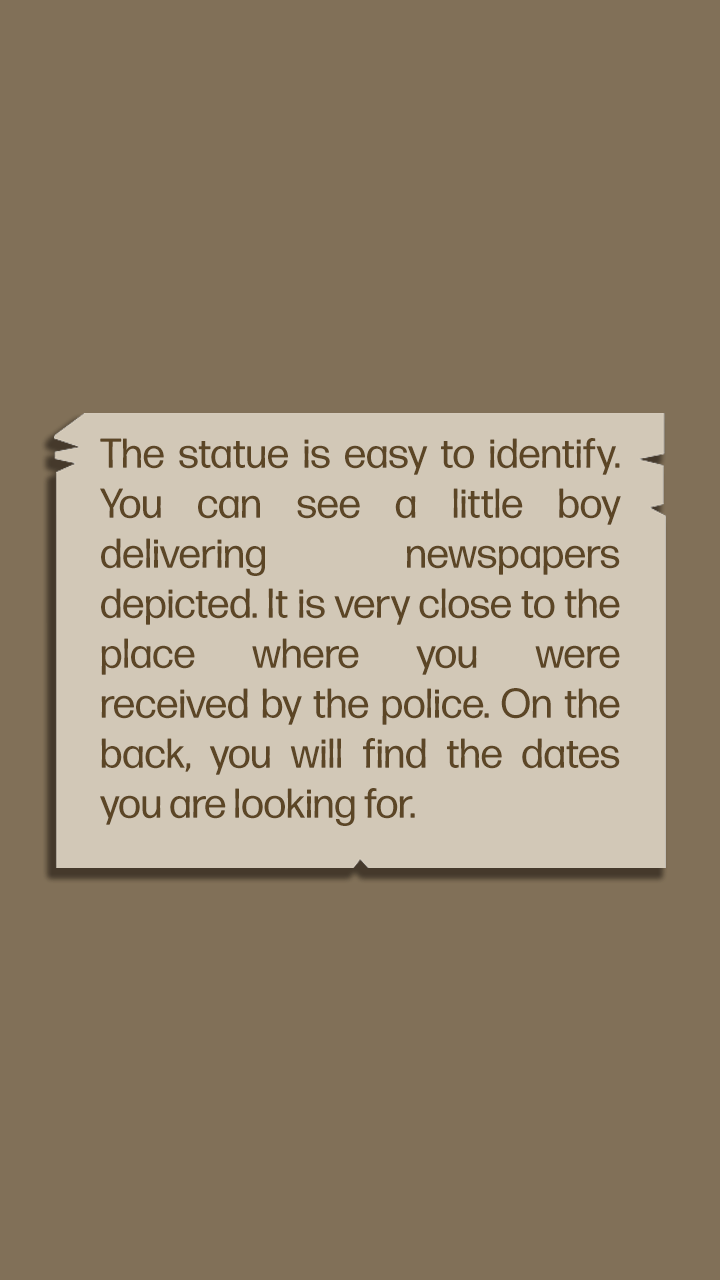 The statue is easy to identify.
You can see a little boy
delivering newspapers
depicted. It is very close to the
place where you were
received by the police. On the
back, you will find the dates
you are looking for.